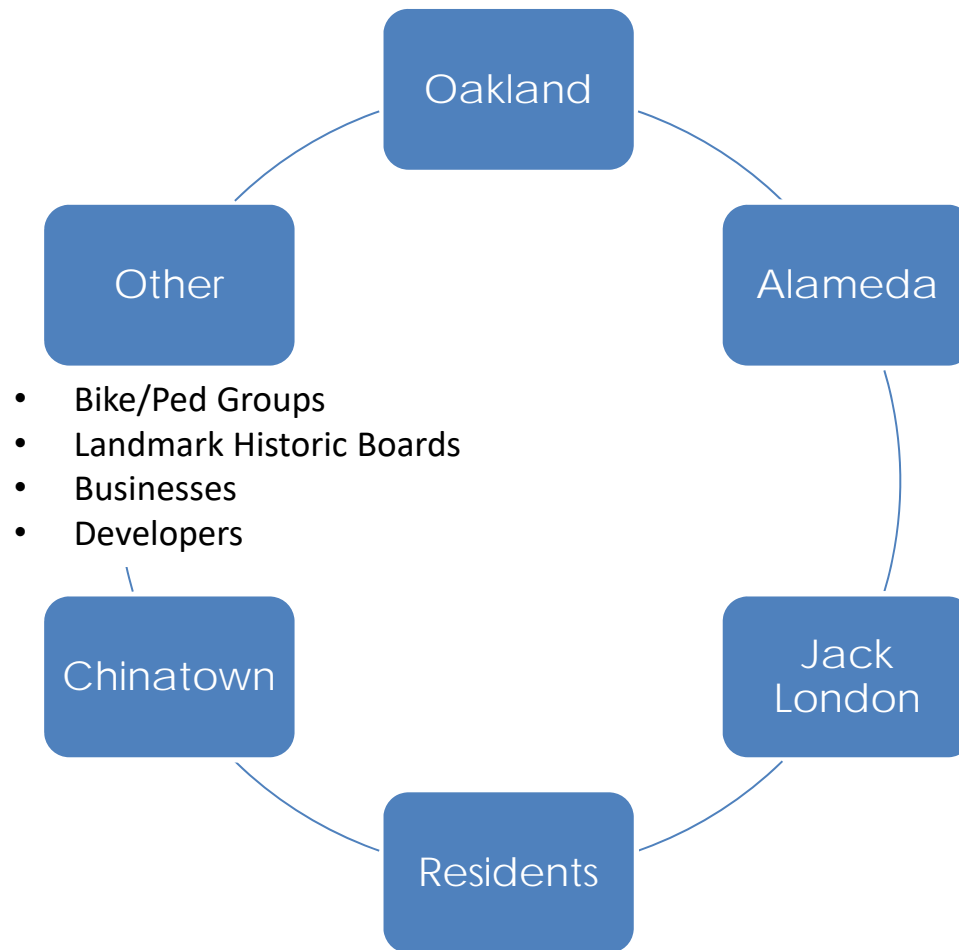 Oakland
Other
Alameda
• Bike/Ped Groups
• Landmark Historic Boards
• Businesses
• Developers
Chinatown
Jack
London
Residents